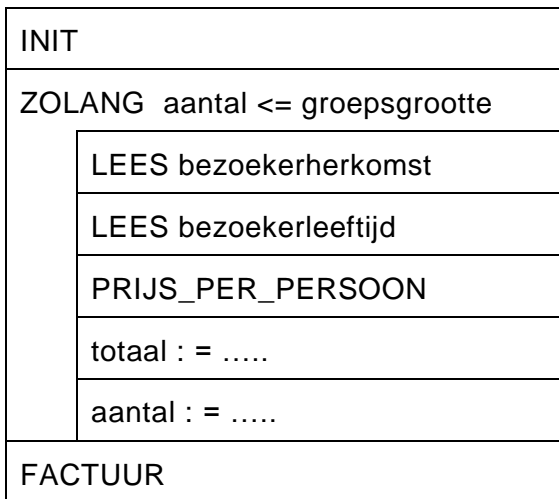 INIT
ZOLANG aantal <= groepsgrootte
LEES bezoekerherkomst
LEES bezoekerleeftijd
PRIJS_PER_PERSOON
totaal : = …..
aantal : = …..
FACTUUR